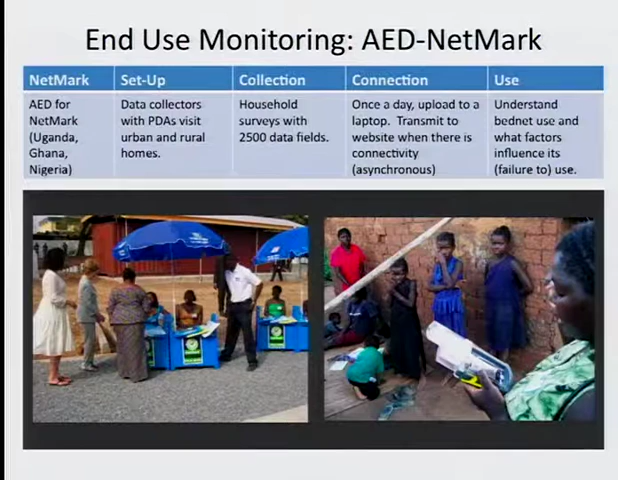 End Use Monitoring: AED-NetMark
NetMark
Set-Up
Collection
Connection
Use
AED for
NetMark
(Uganda,
Ghana,
Nigeria)
Data collectors
with PDAs visit
urban and rural
homes.
Household
surveys with
2500 data fields.
Once a day, upload to a
laptop. Transmit to
website when there is
connectivity
(asynchronous)
Understand
bednet use and
what factors
influence its
(failure to) use.